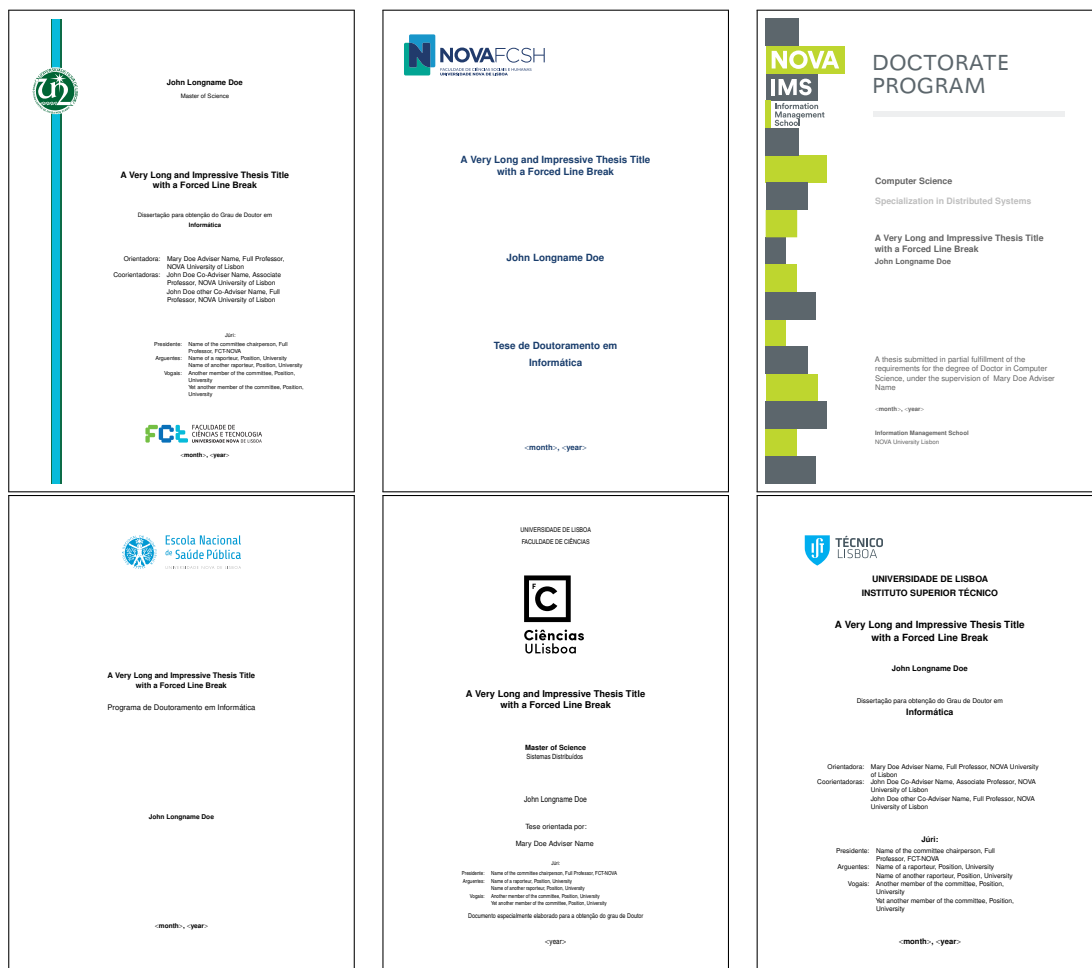 John Longname Doe
Master of Science
A Very Long and Impressive Thesis Title
with a Forced Line Break
Dissertação para obtenção do Grau de Doutor em
Informática
Orientadora: Mary Doe Adviser Name, Full Professor,
NOVA University of Lisbon
Coorientadoras: John Doe Co-Adviser Name, Associate
Professor, NOVA University of Lisbon
John Doe other Co-Adviser Name, Full
Professor, NOVA University of Lisbon
Júri:
Presidente: Name of the committee chairperson, Full
Professor, FCT-NOVA
Arguentes: Name of a raporteur, Position, University
Name of another raporteur, Position, University
Vogais: Another member of the committee, Position,
University
Yet another member of the committee, Position,
University
FCt FACULDADE DE
CIÊNCIAS E TECNOLOGIA
UNIVERSIDADE NOVA DE LISBOA
<month>, <year>
N NOVAFCSH
FACULDADE DE CIÊNCIAS SOCIAIS E HUMANAS
UNIVERSIDADE NOVA DE LISBOA
A Very Long and Impressive Thesis Title
with a Forced Line Break
John Longname Doe
Tese de Doutoramento em
Informática
<month>, <year>
NOVA
IMS
Information
Management
School
DOCTORATE
PROGRAM
Computer Science
Specialization in Distributed Systems
A Very Long and Impressive Thesis Title
with a Forced Line Break
John Longname Doe
A thesis submitted in partial fulfillment of the
requirements for the degree of Doctor in Computer
Science, under the supervision of Mary Doe Adviser
Name
<month>, <year>
Information Management School
NOVA University Lisbon
Escola Nacional
de Saúde Pública
UNIVERSIDADE NOVA DE LISBOA
A Very Long and Impressive Thesis Title
with a Forced Line Break
Programa de Doutoramento em Informática
John Longname Doe
<month>, <year>
UNIVERSIDADE DE LISBOA
FACULDADE DE CIÊNCIAS
F
C
Ciências
ULisboa
A Very Long and Impressive Thesis Title
with a Forced Line Break
Master of Science
Sistemas Distribuídos
John Longname Doe
Tese orientada por:
Mary Doe Adviser Name
Júri:
Presidente: Name of the committee chairperson, Full Professor, FCT-NOVA
Arguentes: Name of a raporteur, Position, University
Name of another raporteur, Position, University
Vogais: Another member of the committee, Position, University
Yet another member of the committee, Position, University
Documento especialmente elaborado para a obtenção do grau de Doutor
<year>
TÉCNICO
LISBOA
UNIVERSIDADE DE LISBOA
INSTITUTO SUPERIOR TÉCNICO
A Very Long and Impressive Thesis Title
with a Forced Line Break
John Longname Doe
Dissertação para obtenção do Grau de Doutor em
Informática
Orientadora: Mary Doe Adviser Name, Full Professor, NOVA University
of Lisbon
Coorientadoras: John Doe Co-Adviser Name, Associate Professor, NOVA
University of Lisbon
John Doe other Co-Adviser Name, Full Professor, NOVA
University of Lisbon
Júri:
Presidente: Name of the committee chairperson, Full
Professor, FCT-NOVA
Arguentes: Name of a raporteur, Position, University
Name of another raporteur, Position, University
Vogais: Another member of the committee, Position,
University
Yet another member of the committee, Position,
University
<month>, <year>